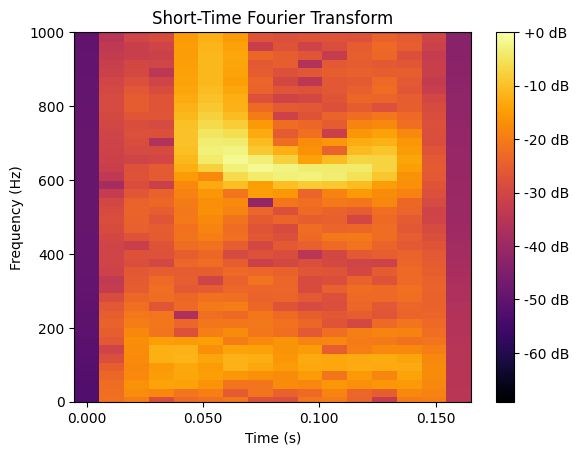 Short-Time Fourier Transform
1000
800
600
400
200
0
Frequency (Hz)
0.000
0.050
0.100
0.150
Time (s)
+0 dB
-10 dB
-20 dB
-30 dB
-40 dB
-50 dB
-60 dB